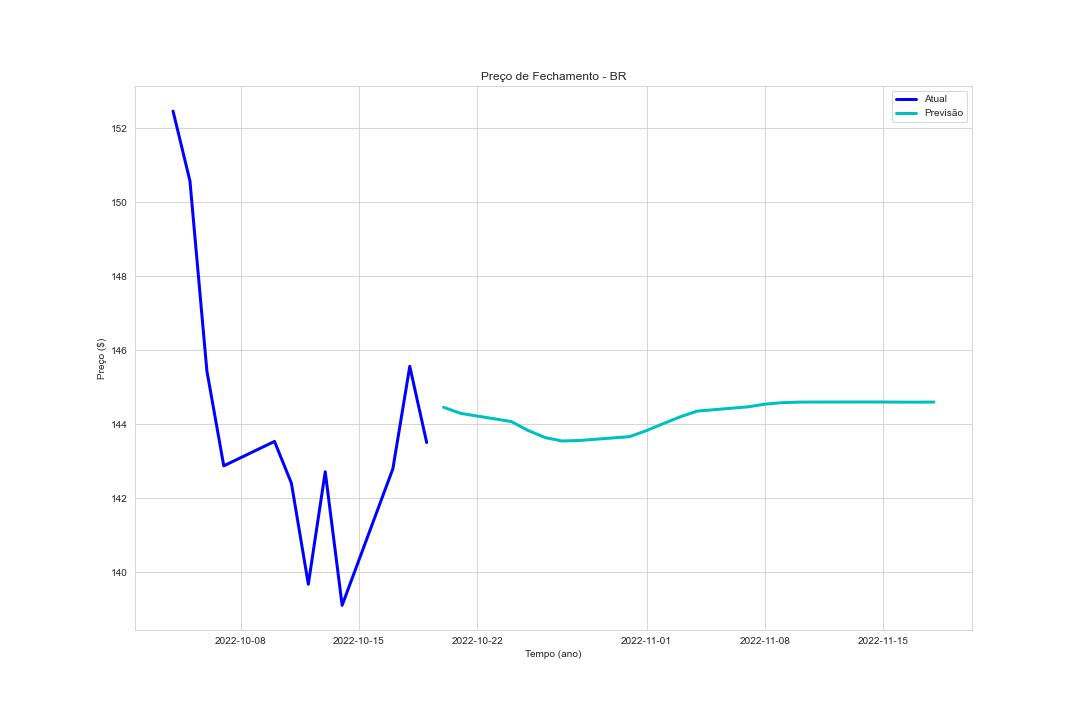 Preço de Fechamento - BR
Atual
Previsão
152
150
148
146
144
142
140
Preço ($)
2022-10-08
2022-10-15
2022-10-22
2022-11-01
2022-11-08
2022-11-15
Tempo (ano)